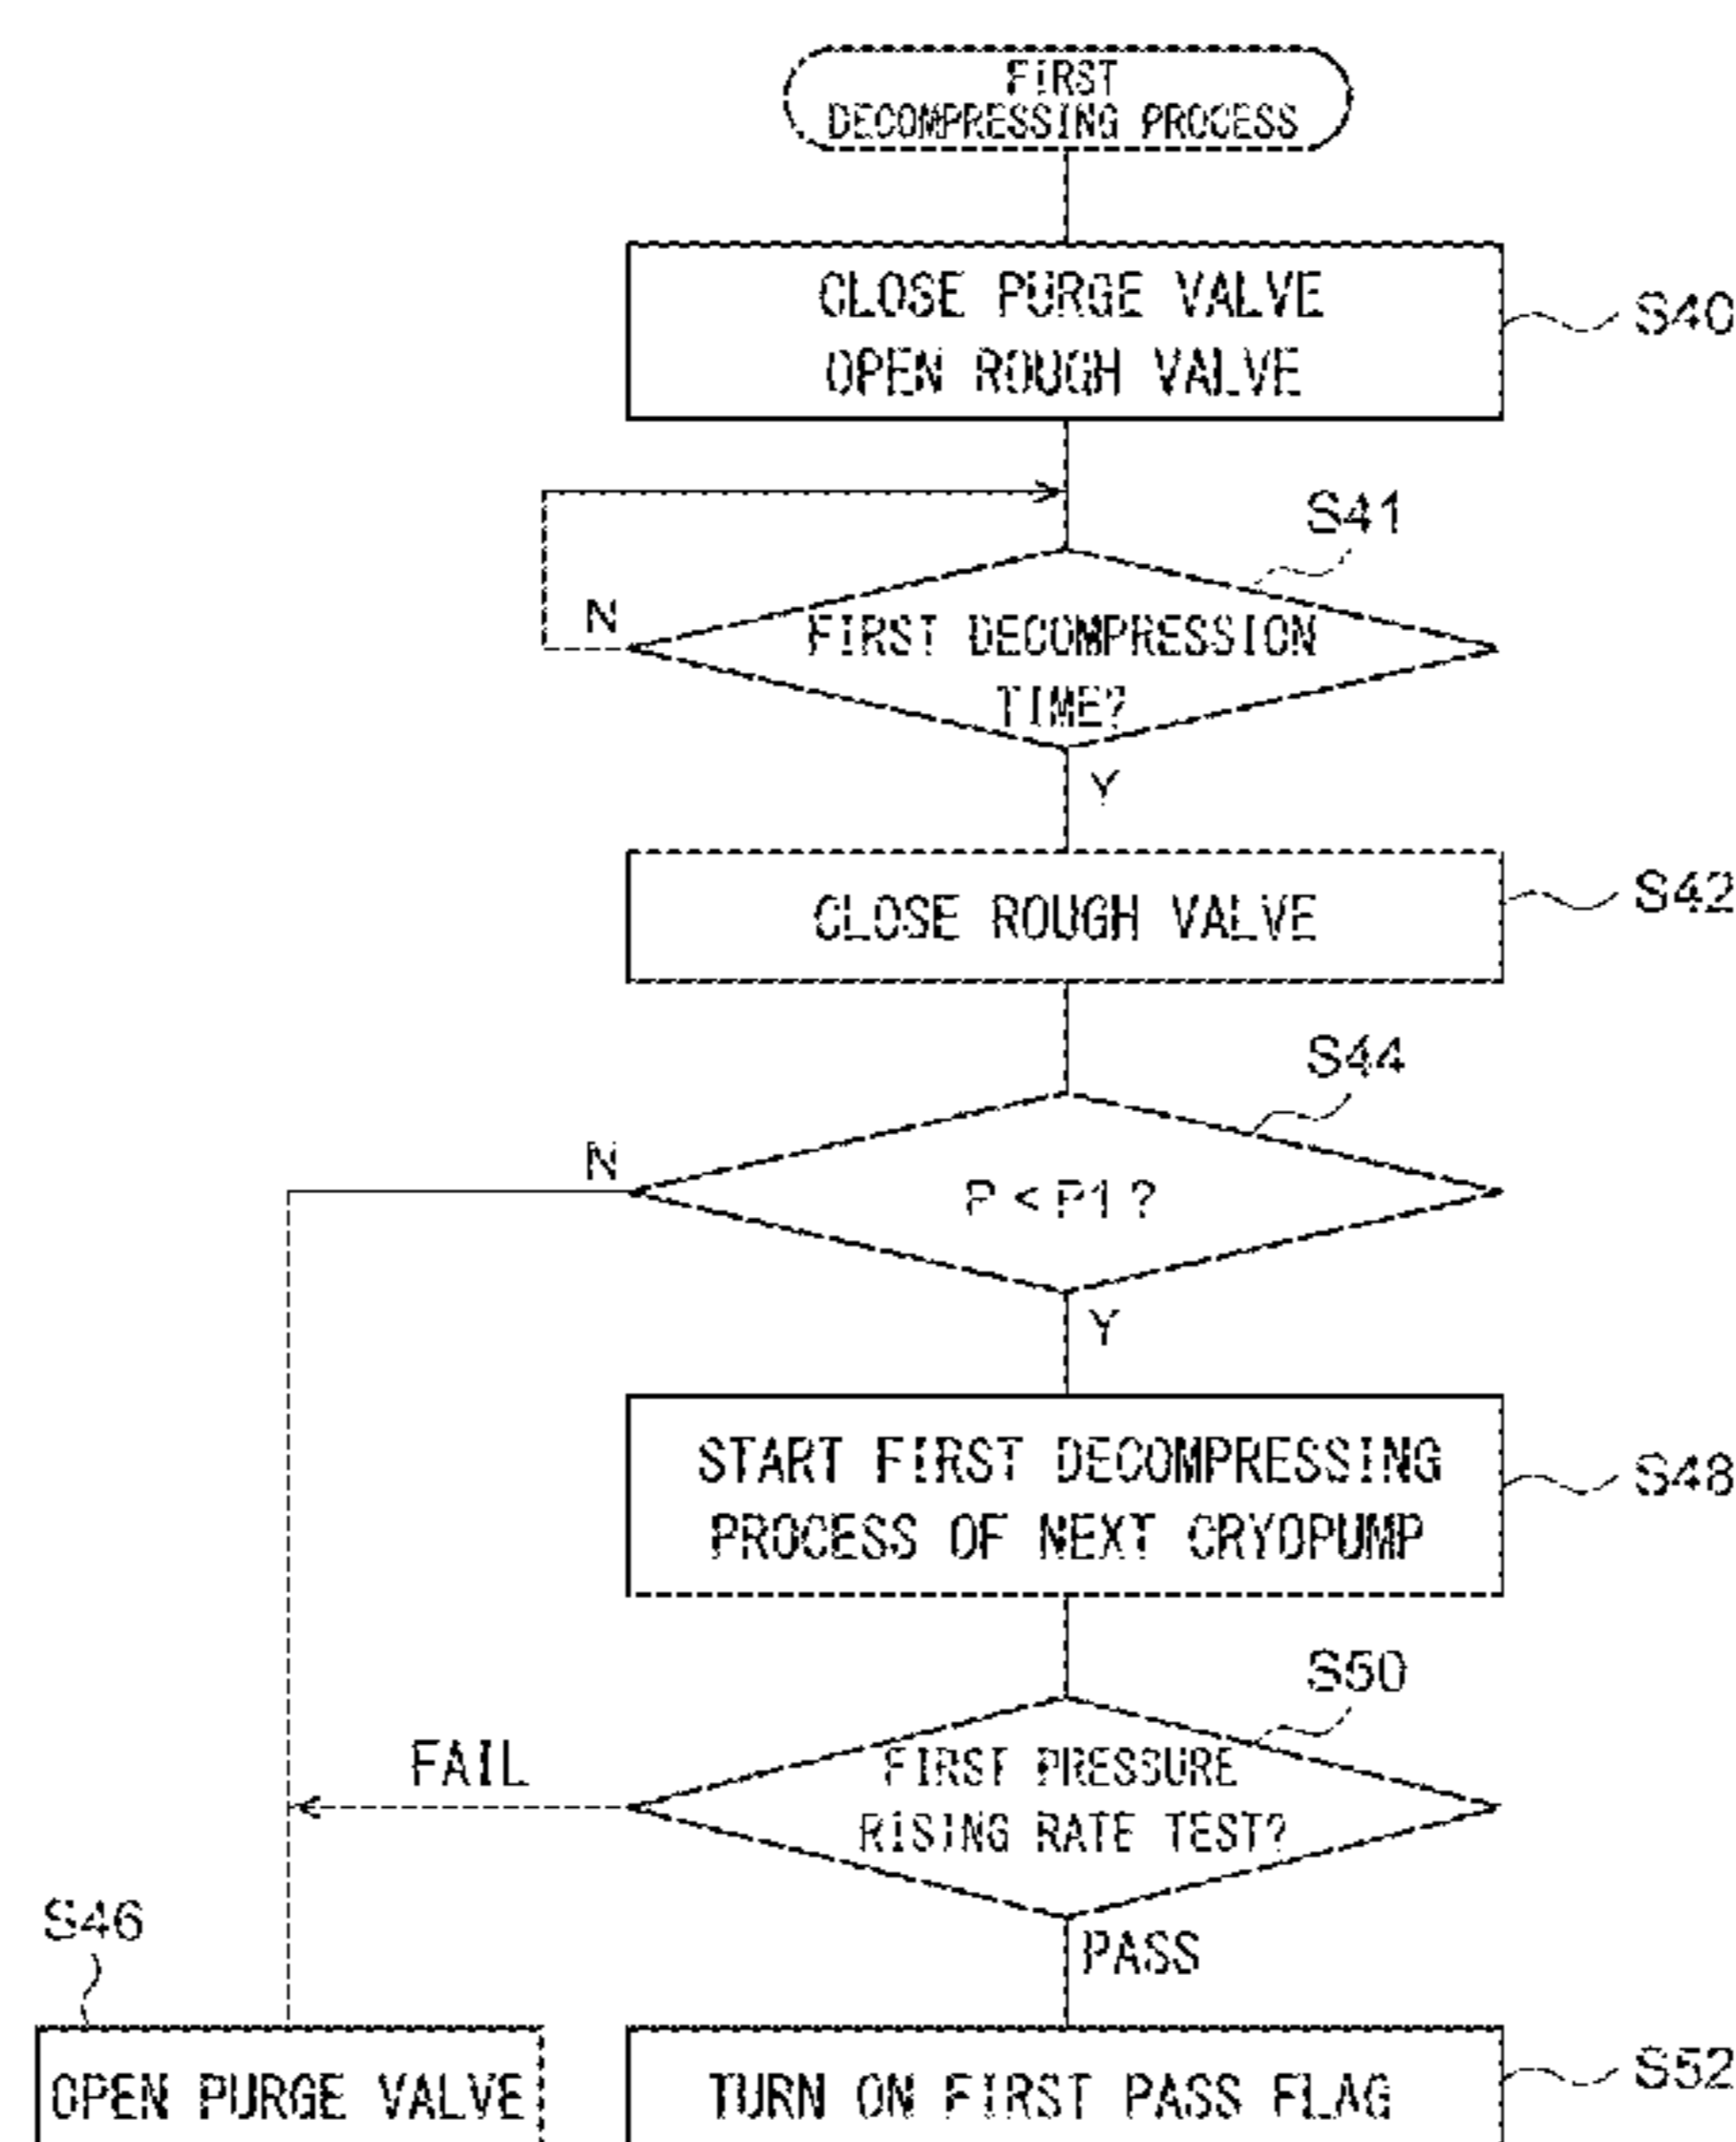 FIRST
DECOMPRESSING PROCESS
CLOSE PURGE VALVE
OPEN ROUGH VALVE
S40
S41
N
FIRST DECOMPRESSION
TIME?
Y
CLOSE ROUGH VALVE
S42
S44
N
P < P1 ?
Y
START FIRST DECOMPRESSING
PROCESS OF NEXT CRYOPUMP
S48
S50
FAIL
FIRST PRESSURE
RISING RATE TEST?
PASS
S46
OPEN PURGE VALVE
TURN ON FIRST PASS FLAG
S52